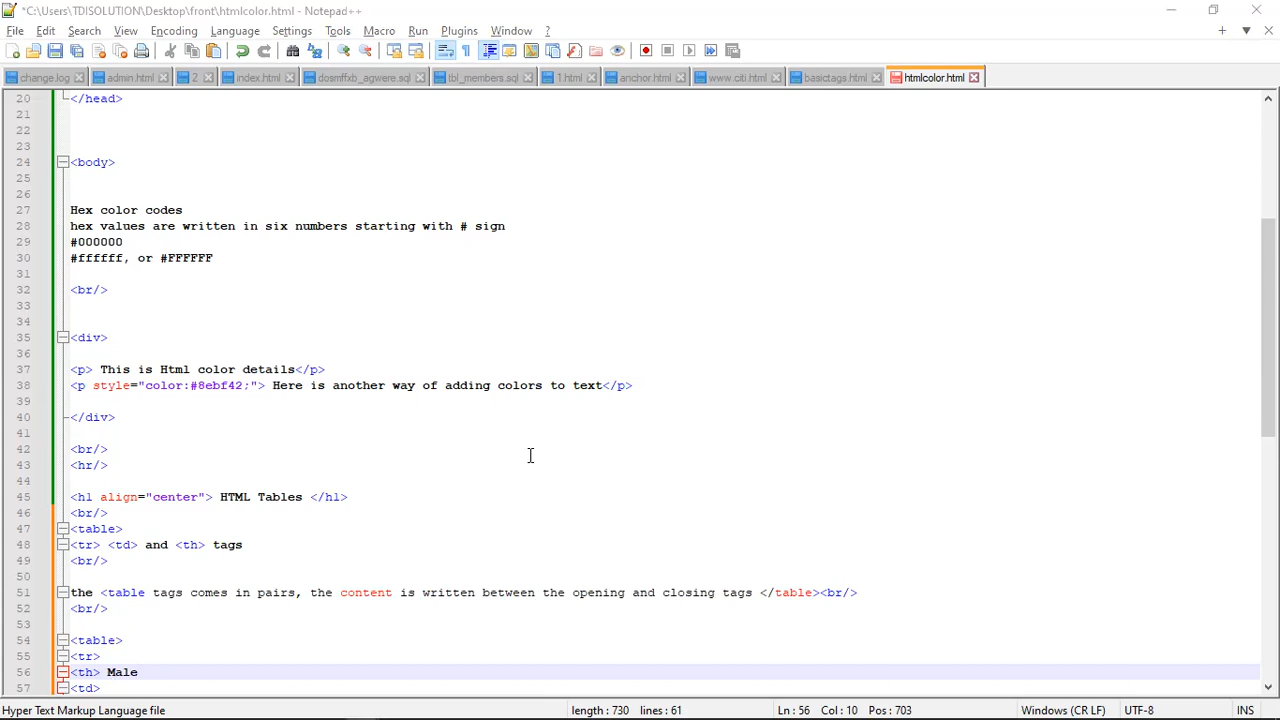 *C:\Users\TDISOLUTION\Desktop\front\htmlcolor.html - Notepad++
File Edit Search View Encoding Language Settings Tools Macro Run Plugins Window ?
change.log admin.html 2 index.html dosmffxb_agwere.sql tbl_members.sql 1.html anchor.html www.citj.html basictags.html htmlcolor.html
20 </head>
21
22
23
24 <body>
25
26
27 Hex color codes
28 hex values are written in six numbers starting with # sign
29 #000000
30 #ffffff, or #FFFFFF
31
32 <br/>
33
34
35 <div>
36
37 <p> This is Html color details</p>
38 <p style="color:#8ebf42;"> Here is another way of adding colors to text</p>
39
40 </div>
41
42 <br/>
43 <hr/>
44
45 <h1 align="center"> HTML Tables </h1>
46 <br/>
47 <table>
48 <tr> <td> and <th> tags
49 <br/>
50
51 the <table tags comes in pairs, the content is written between the opening and closing tags </table><br/>
52 <br/>
53
54 <table>
55 <tr>
56 <th> Male
57 <td>
Hyper Text Markup Language file length : 730 lines : 61 Ln : 56 Col : 10 Pos : 703 Windows (CR LF) UTF-8 INS